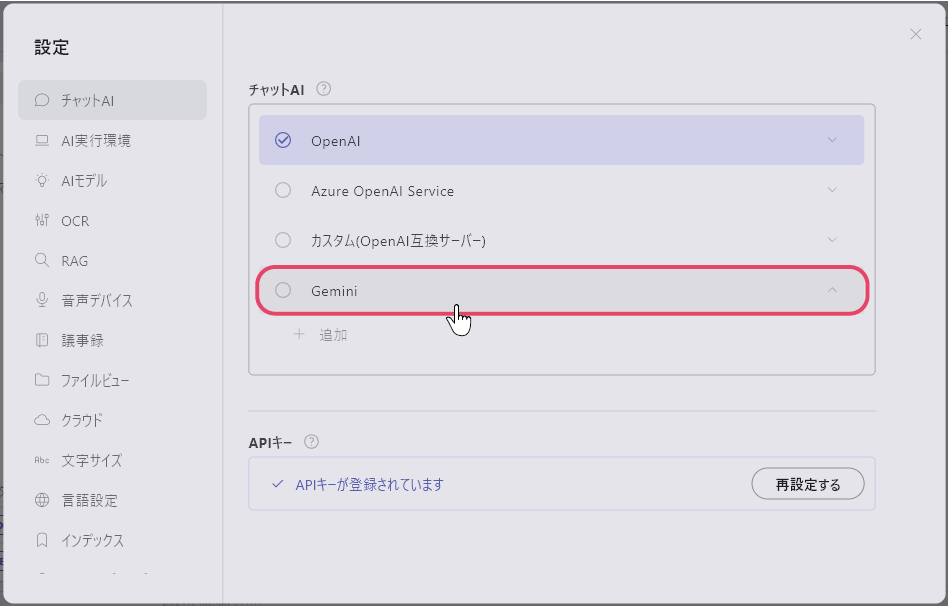 設定
チャットAI
AI実行環境
AIモデル
OCR
RAG
音声デバイス
議事録
ファイルビュー
クラウド
Abc 文字サイズ
言語設定
インデックス
チャットAI ?
OpenAI
Azure OpenAI Service
カスタム(OpenAI互換サーバー)
Gemini
+ 追加
APIキー ?
APIキーが登録されています
再設定する